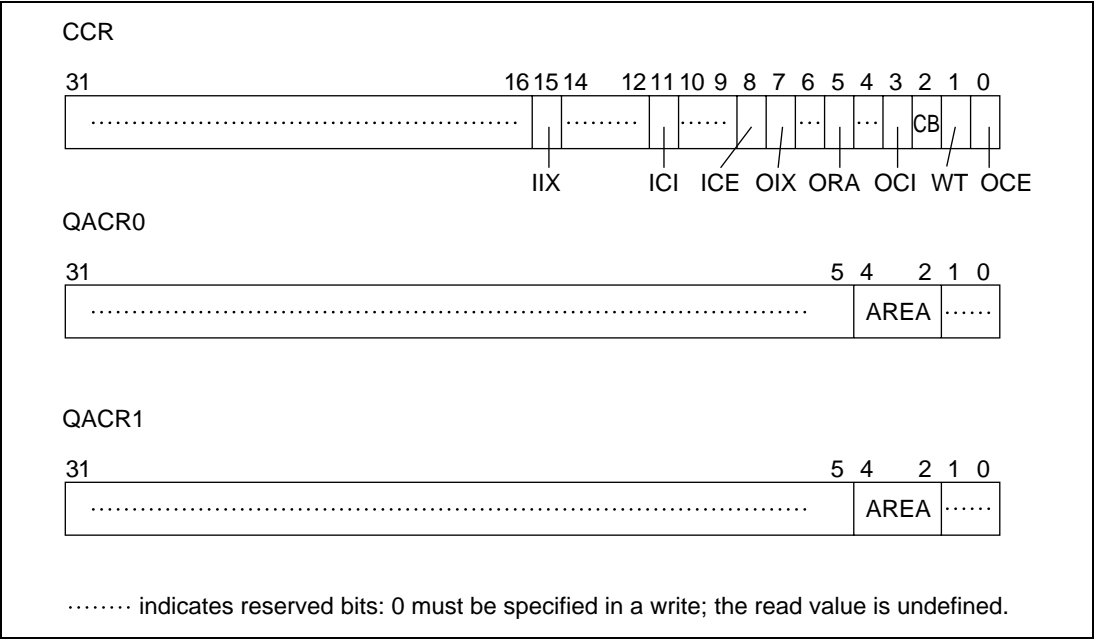 CCR
31 16 15 14 12 11 10 9 8 7 6 5 4 3 2 1 0
CB
IIX ICI ICE OIX ORA OCI WT OCE
QACR0
31 5 4 2 1 0
AREA
QACR1
31 5 4 2 1 0
AREA
········ indicates reserved bits: 0 must be specified in a write; the read value is undefined.